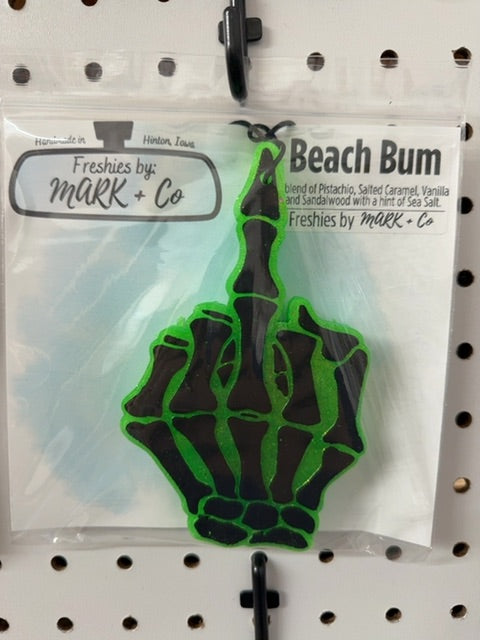 Handmade in Hinton, Iowa
Freshies by:
MARK + Co
Beach Bum
blend of Pistachio, Salted Caramel, Vanilla
and Sandalwood with a hint of Sea Salt.
Freshies by MARK + Co